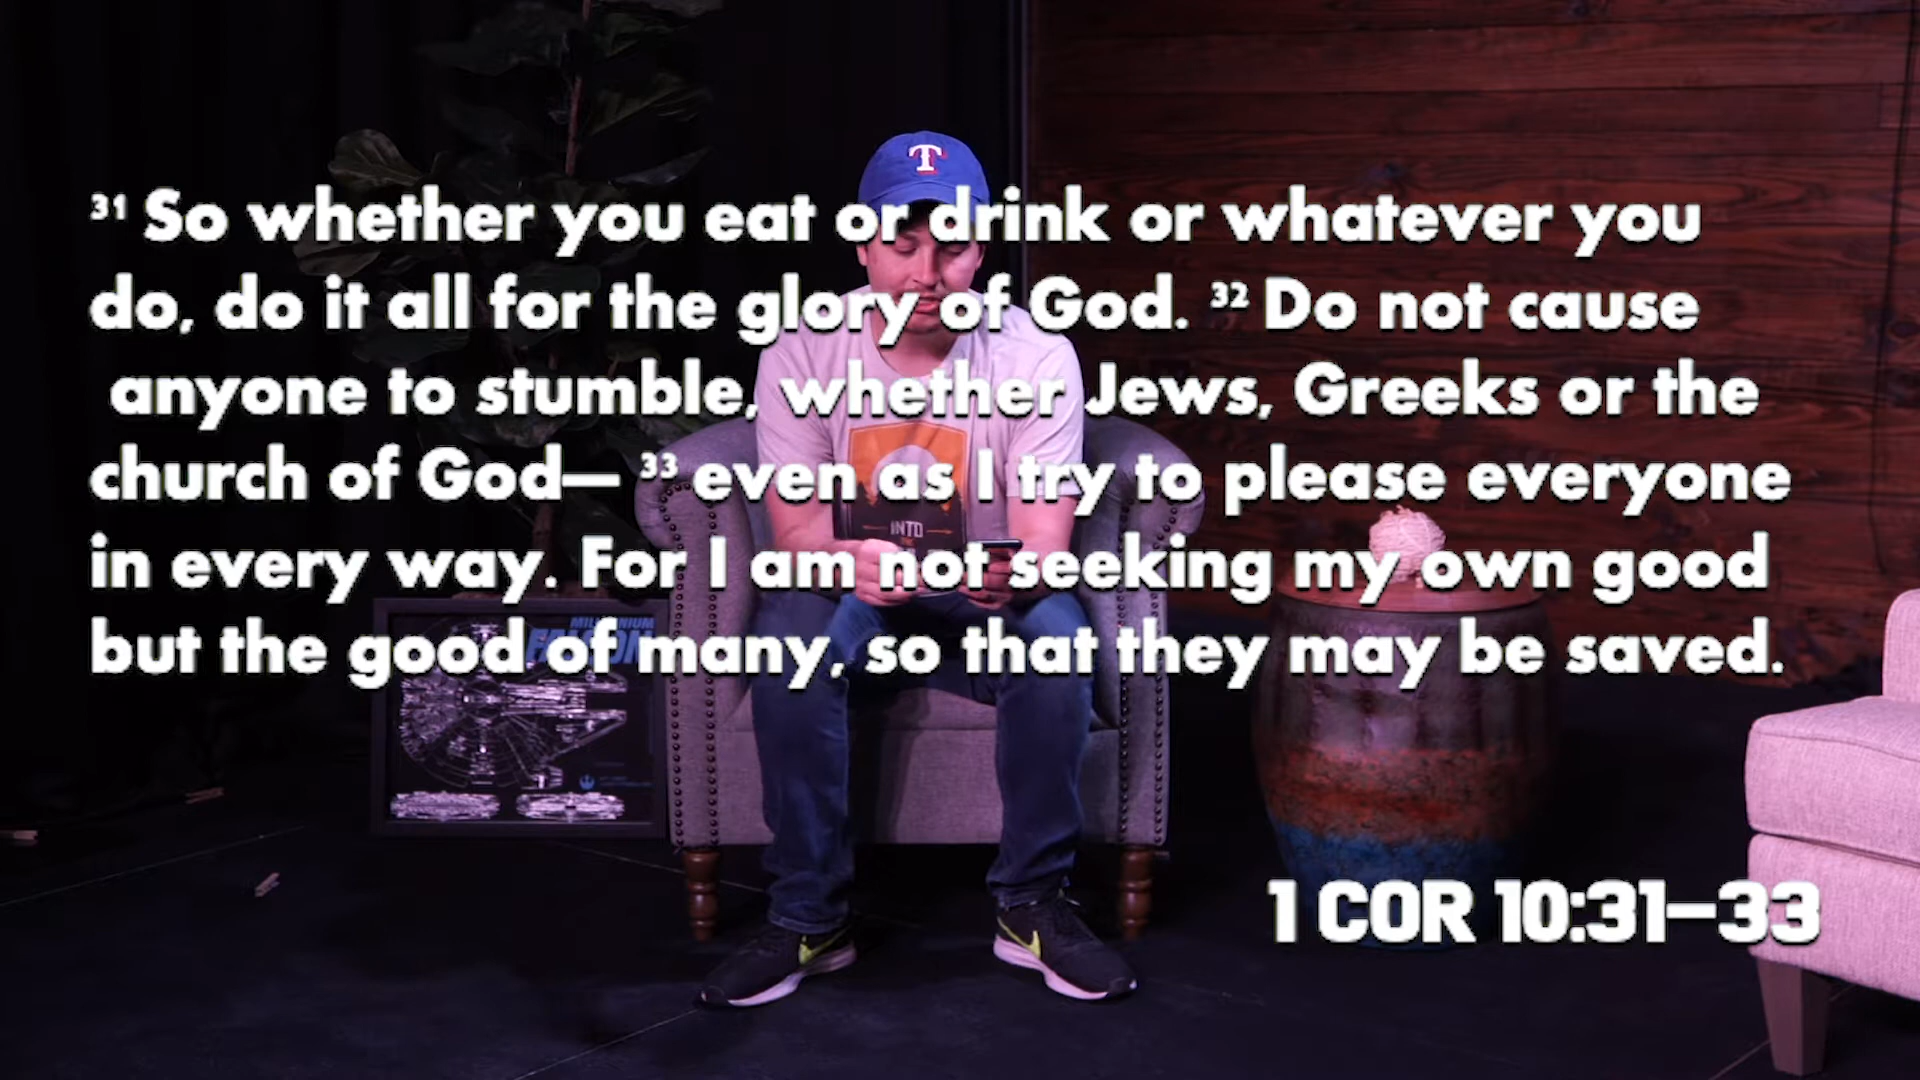 T
³¹ So whether you eat or drink or whatever you
do, do it all for the glory of God. ³² Do not cause
anyone to stumble, whether Jews, Greeks or the
church of God— ³³ even as I try to please everyone
in every way. For I am not seeking my own good
but the good of many, so that they may be saved.
INTO
MILLENNIUM
FALCON
1 COR 10:31–33